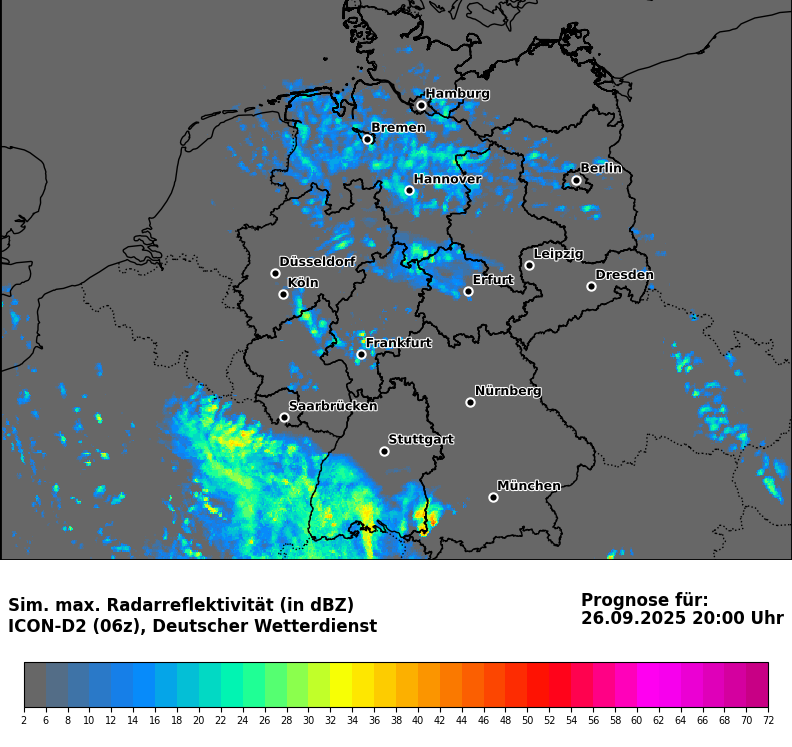 Hamburg
Bremen
Berlin
Hannover
Leipzig
Düsseldorf
Dresden
Köln
Erfurt
Frankfurt
Nürnberg
Saarbrücken
Stuttgart
München
Sim. max. Radarreflektivität (in dBZ)
ICON-D2 (06z), Deutscher Wetterdienst
Prognose für:
26.09.2025 20:00 Uhr
2 6 8 10 12 14 16 18 20 22 24 26 28 30 32 34 36 38 40 42 44 46 48 50 52 54 56 58 60 62 64 66 68 70 72